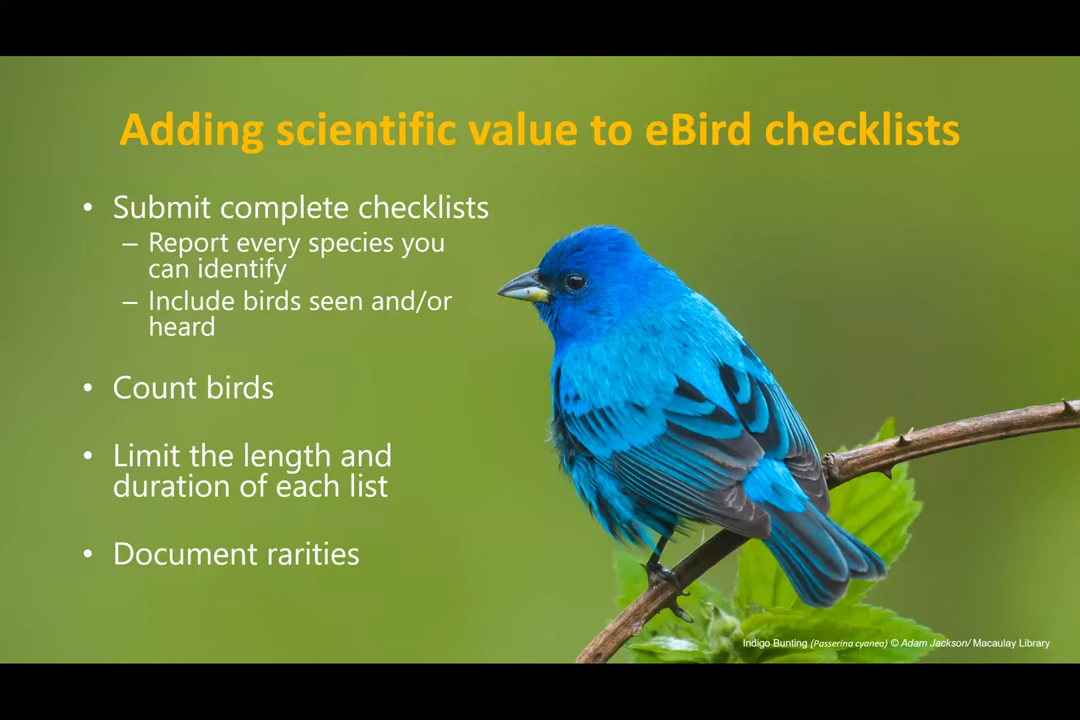 Adding scientific value to eBird checklists
• Submit complete checklists
– Report every species you
can identify
– Include birds seen and/or
heard
• Count birds
• Limit the length and
duration of each list
• Document rarities
Indigo Bunting (Passerina cyanea) © Adam Jackson/ Macaulay Library